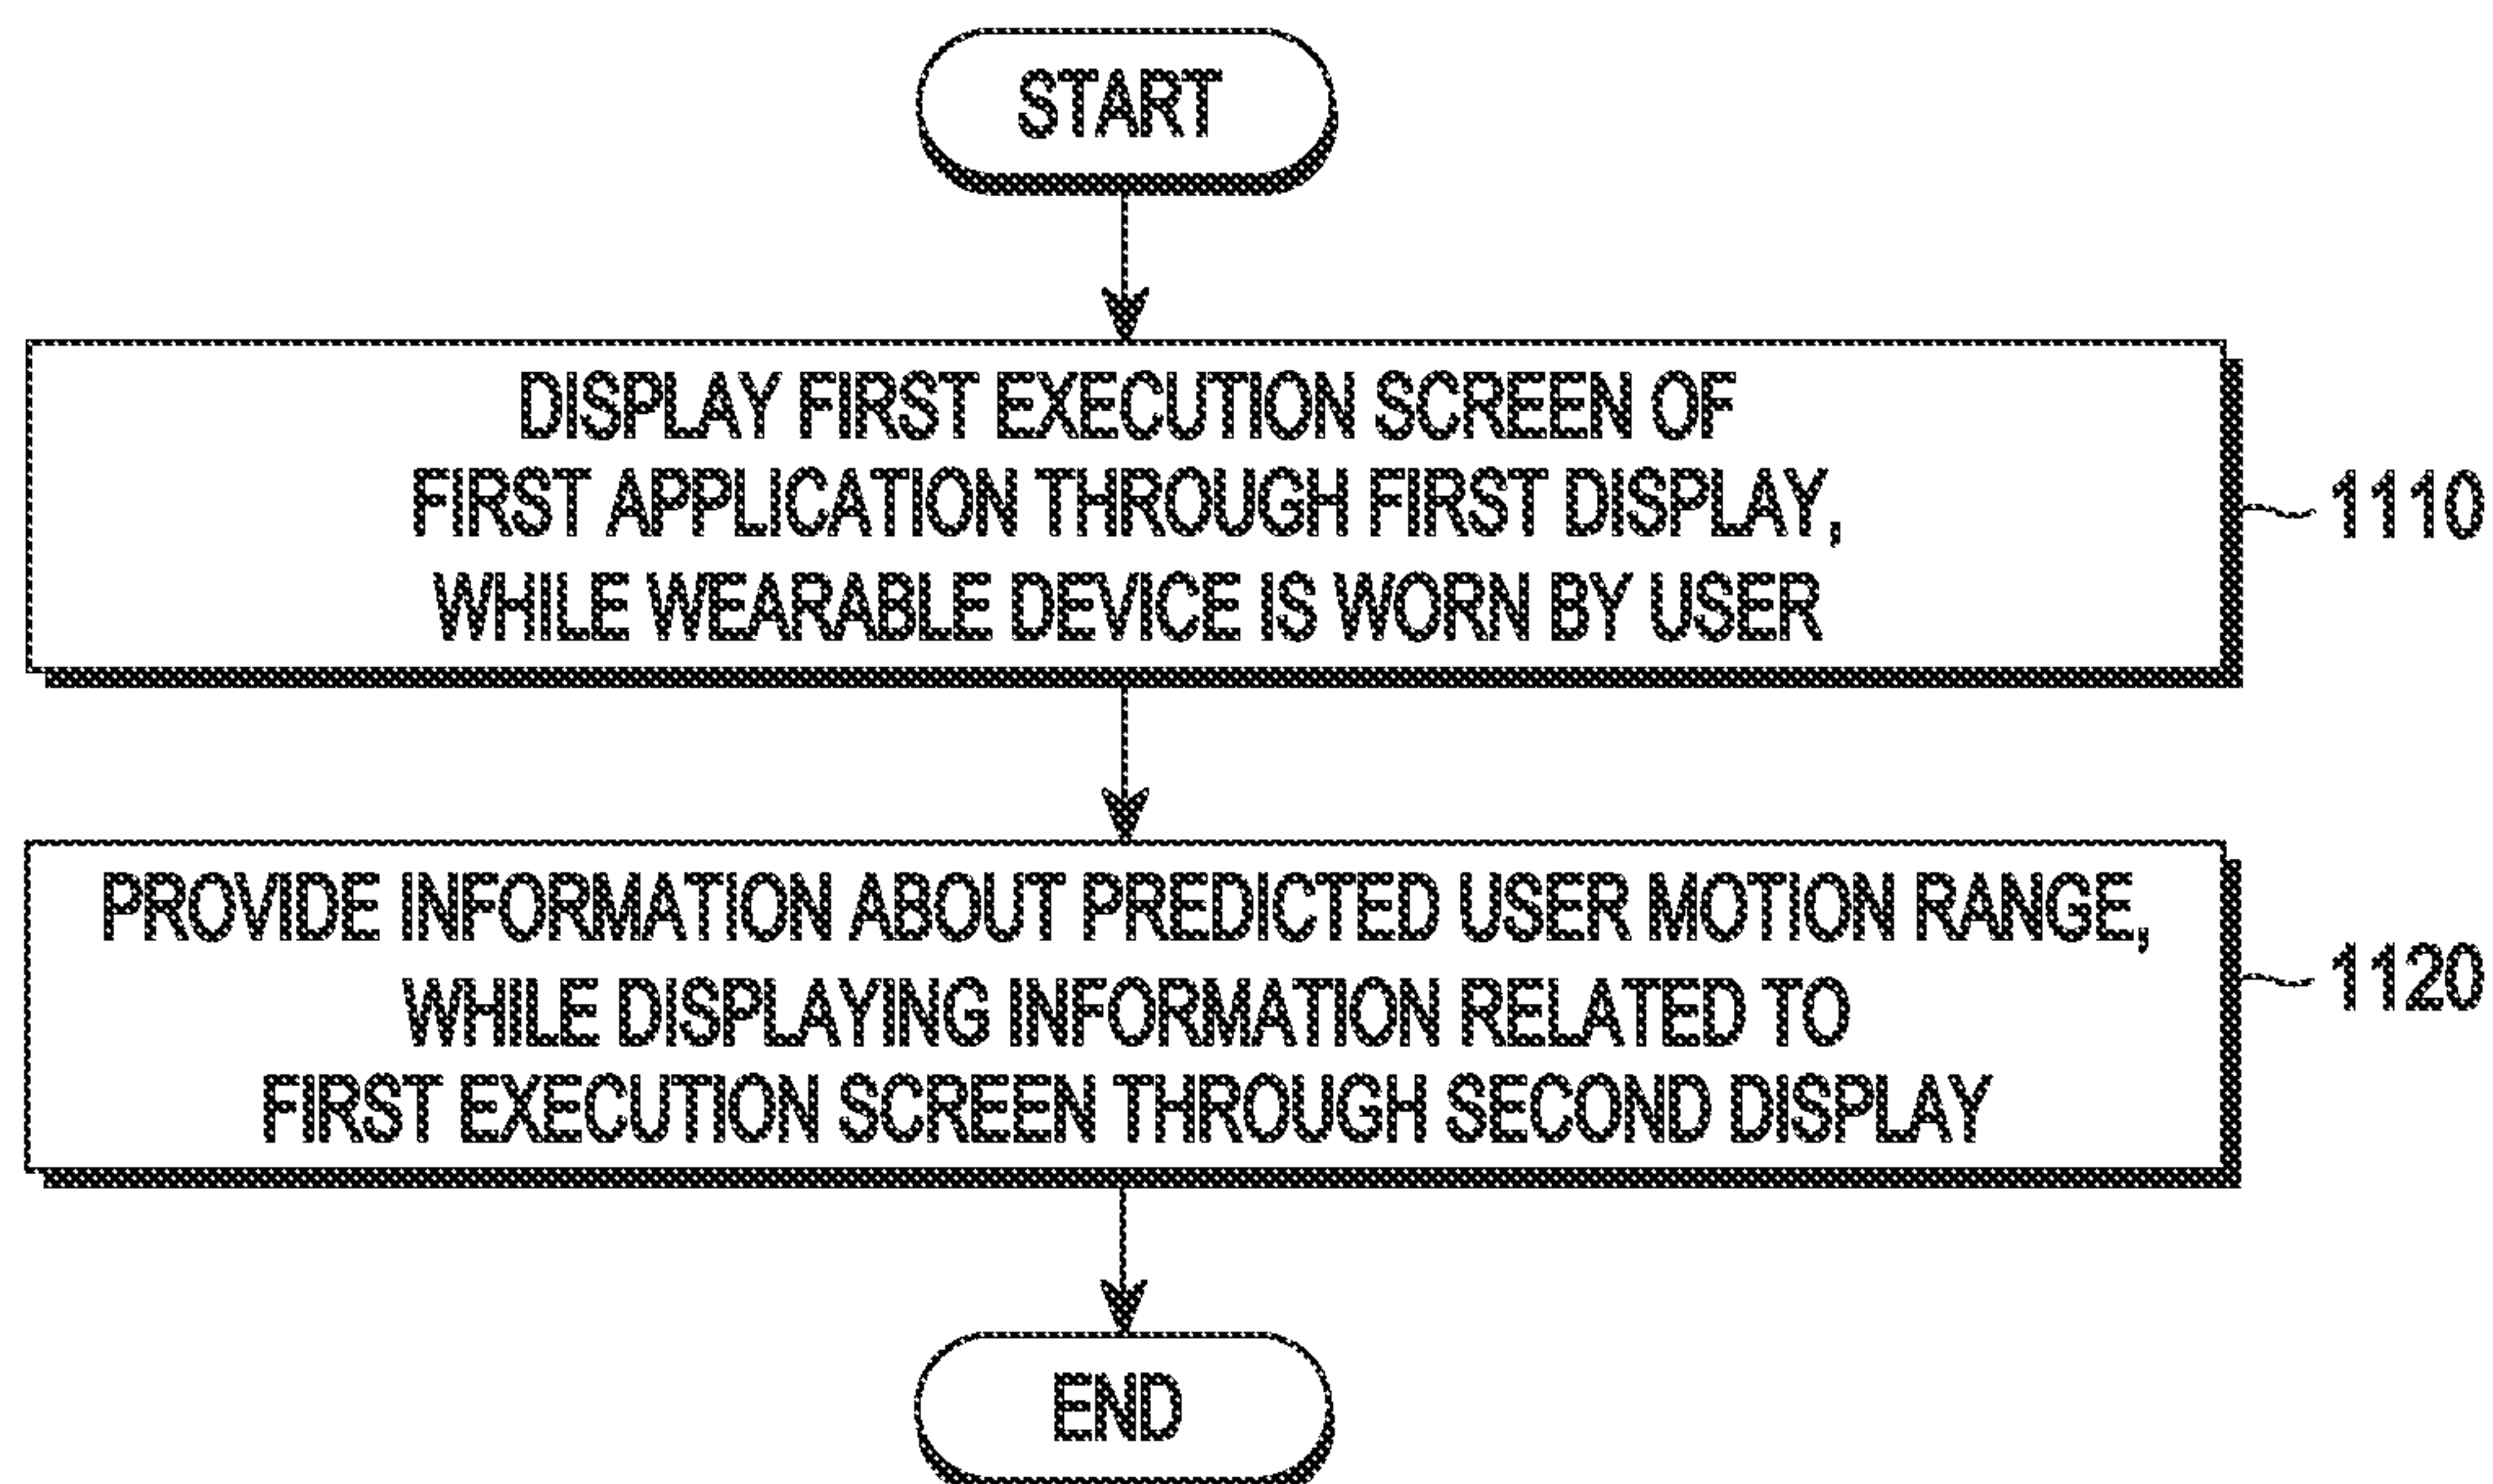 START
DISPLAY FIRST EXECUTION SCREEN OF
FIRST APPLICATION THROUGH FIRST DISPLAY,
WHILE WEARABLE DEVICE IS WORN BY USER
1110
PROVIDE INFORMATION ABOUT PREDICTED USER MOTION RANGE,
WHILE DISPLAYING INFORMATION RELATED TO
FIRST EXECUTION SCREEN THROUGH SECOND DISPLAY
1120
END